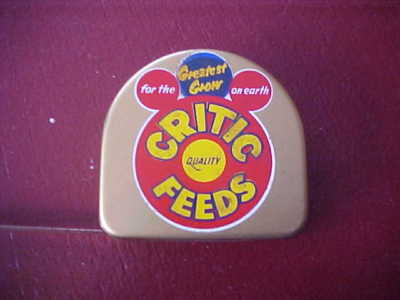 for the
Greatest
Grow
on earth
CRITIC
QUALITY
FEEDS